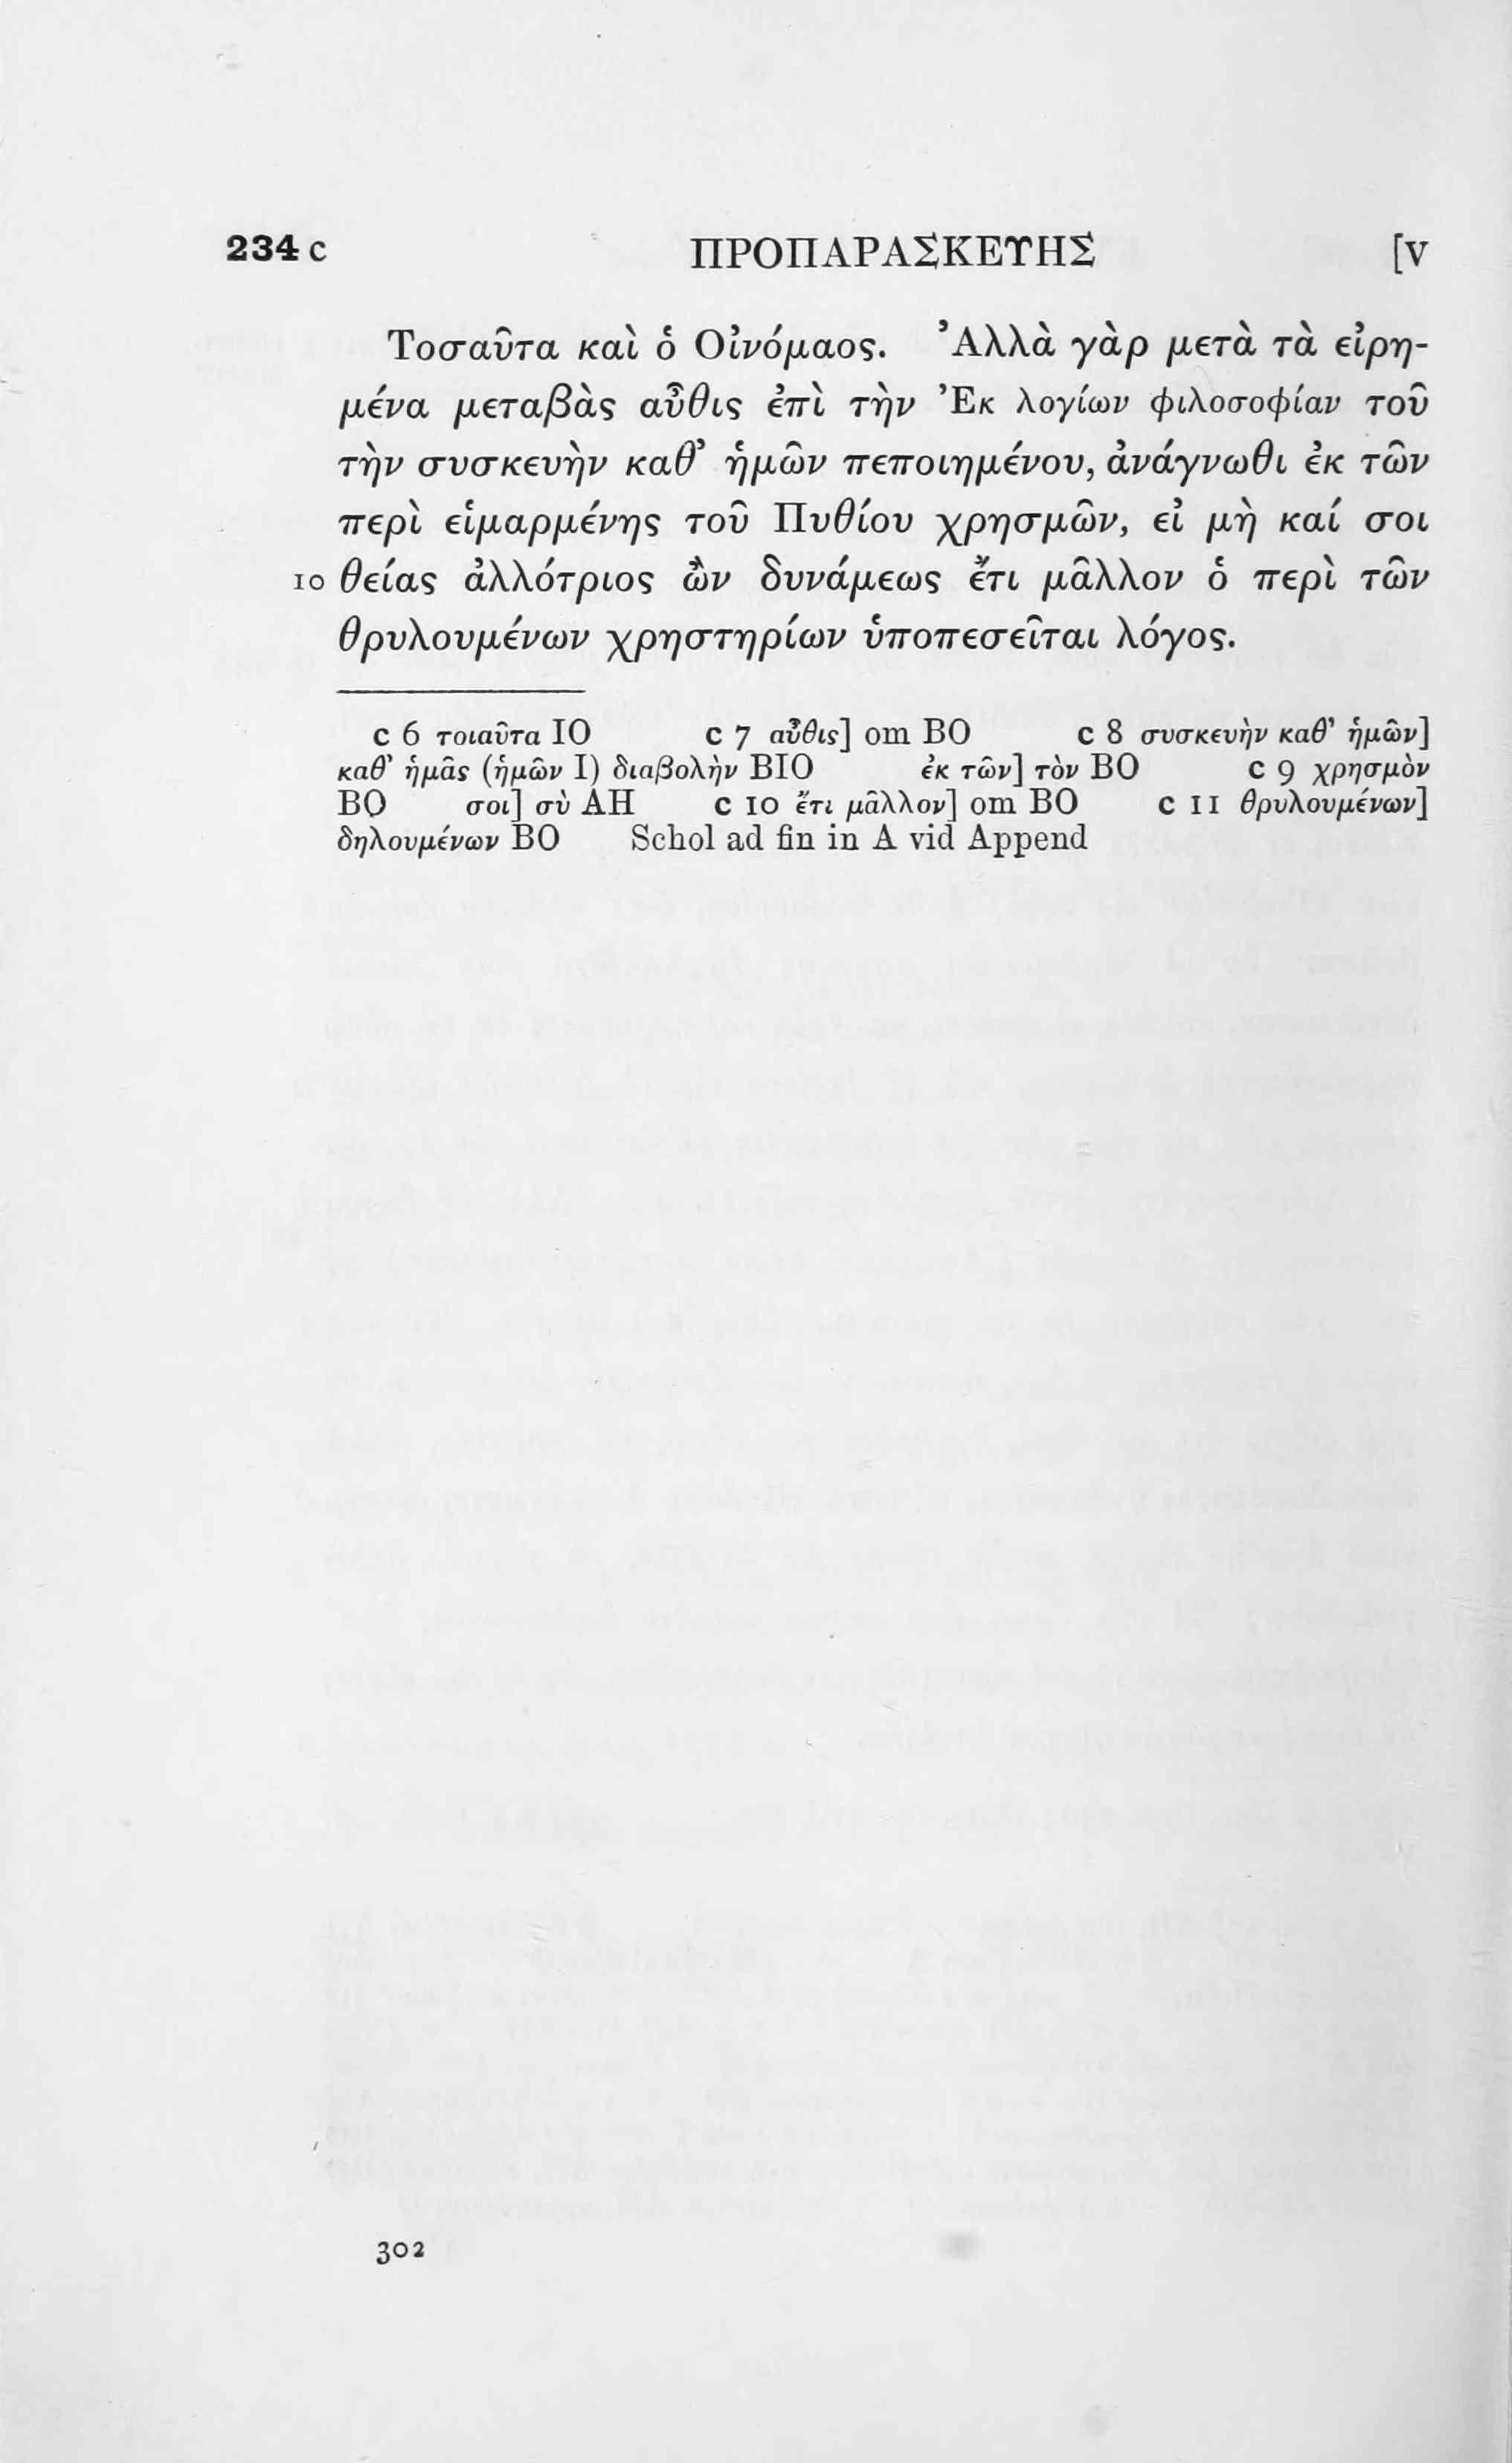 234 c ΠΡΟΠΑΡΑΣΚΕΥΗΣ [v
Τοσαῦτα καὶ ὁ Οἰνόμαος. Ἀλλὰ γὰρ μετὰ τὰ εἰρη-
μένα μεταβὰς αὖθις ἐπὶ τὴν Ἐκ λογίων φιλοσοφίαν τοῦ
τὴν συσκευὴν καθ’ ἡμῶν πεποιημένου, ἀνάγνωθι ἐκ τῶν
περὶ εἱμαρμένης τοῦ Πυθίου χρησμῶν, εἰ μὴ καί σοι
10 θείας ἀλλότριος ὢν δυνάμεως ἔτι μᾶλλον ὁ περὶ τῶν
θρυλουμένων χρηστηρίων ὑποπεσεῖται λόγος.
c 6 τοιαῦτα IO c 7 αὖθις] om BO c 8 συσκευὴν καθ’ ἡμῶν]
καθ’ ἡμᾶς (ἡμῶν I) διαβολὴν BIO ἐκ τῶν] τὸν BO c 9 χρησμὸν
BO σοι] σὺ AH c 10 ἔτι μᾶλλον] om BO c 11 θρυλουμένων]
δηλουμένων BO Schol ad fin in A vid Append
302